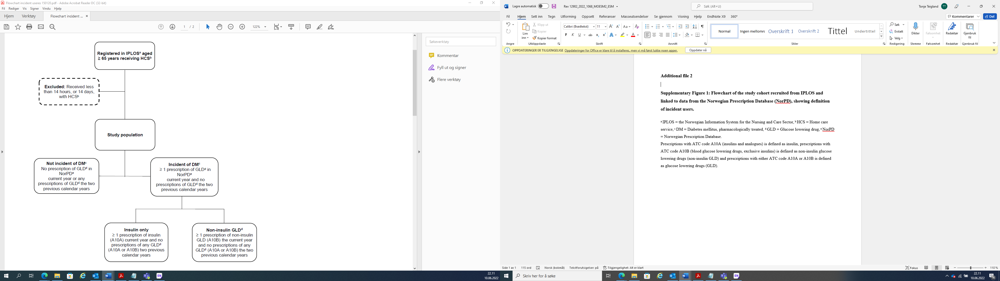 Flowchart incident useres 150120.pdf - Adobe Acrobat Reader DC (32-bit)
Fil Rediger Vis Signer Vindu Hjelp
Hjem Verktøy Flowchart incident ... ×
1 / 2 122%
Registered in IPLOSᵃ aged
≥ 65 years receiving HCSᵇ
Excluded: Received less
than 14 hours, or 14 days,
with HCSᵇ
Study population
Not incident of DMᶜ
No prescription of GLDᵈ in
NorPDᵉ
current year or any
prescriptions of GLDᵈ the two
previous calendar years
Incident of DMᶜ
≥ 1 prescription of GLDᵈ in
NorPDᵉ
current year and no
prescriptions of GLDᵈ the two
previous calendar years
Insulin only
≥ 1 prescription of insulin
(A10A) current year and no
prescriptions of any GLDᵈ
(A10A or A10B) two previous
calendar years
Non-insulin GLDᵈ
≥ 1 prescription of non-insulin
GLD (A10B) the current year
and no prescriptions of any
GLDᵈ (A10A or A10B) the two
previous calendar years
Søkeverktøy
Kommentar
Fyll ut og signer
Flere verktøy
22.11
10.06.2022
Lagre automatisk Rev 12902_2022_1068_MOESM2_ESM Søk (Alt+U) Tonje Teigland TT
Fil Hjem Sett inn Tegn Utforming Oppsett Referanser Masseutsendelser Se gjennom Visning Hjelp EndNote X9 360° Kommentarer Del
Lim
inn
Klipp ut
Kopier
Kopier format
Calibri (Brødtekst) 11
F K U ab
Normal Ingen mellomro Overskrift 1 Overskrift 2 Tittel Undertittel
Søk
Erstatt
Velg
Dikter Følsomhet Redaktør Gjenbruk
fil
Angre Utklippstavle Skrift Avsnitt Stiler Redigering Stemme Følsomhet Redaktør Gjenbruk fil
OPPDATERINGER ER TILGJENGELIGE Oppdateringer for Office er klare til å installeres, men vi må først lukke noen apper. Oppdater nå
Additional file 2
Supplementary Figure 1: Flowchart of the study cohort recruited from IPLOS and
linked to data from the Norwegian Prescription Database (NorPD), showing definition
of incident users.
ᵃ IPLOS = the Norwegian Information System for the Nursing and Care Sector, ᵇ HCS = Home care
service, ᶜ DM = Diabetes mellitus, pharmacologically treated, ᵈ GLD = Glucose lowering drug, ᵉ NorPD
= Norwegian Prescription Database.
Prescriptions with ATC code A10A (insulins and analogues) is defined as insulin, prescriptions with
ATC code A10B (blood glucose lowering drugs, exclusive insulins) is defined as non-insulin glucose
lowering drugs (non-insulin GLD) and prescriptions with either ATC code A10A or A10B is defined
as glucose lowering drugs (GLD).
Side 1 av 1 115 ord Norsk (bokmål) Tekstforutsigelser: på Tilgjengelighet: Alt er klart Fokus 110 %
Skriv her for å søke
22.11
10.06.2022